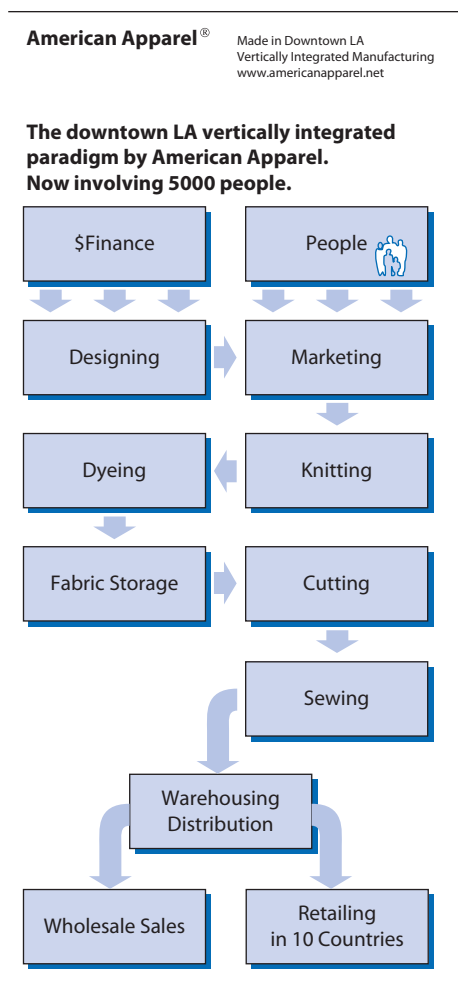 American Apparel®
Made in Downtown LA
Vertically Integrated Manufacturing
www.americanapparel.net
The downtown LA vertically integrated
paradigm by American Apparel.
Now involving 5000 people.
$Finance
People
Designing
Marketing
Dyeing
Knitting
Fabric Storage
Cutting
Sewing
Warehousing
Distribution
Wholesale Sales
Retailing
in 10 Countries